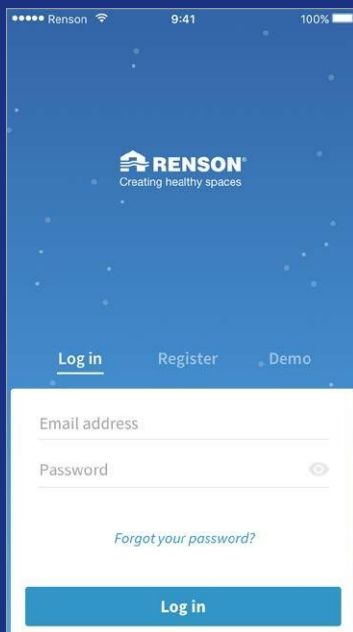 Renson 9:41 100%
RENSON®
Creating healthy spaces
Log in Register Demo
Email address
Password
Forgot your password?
Log in